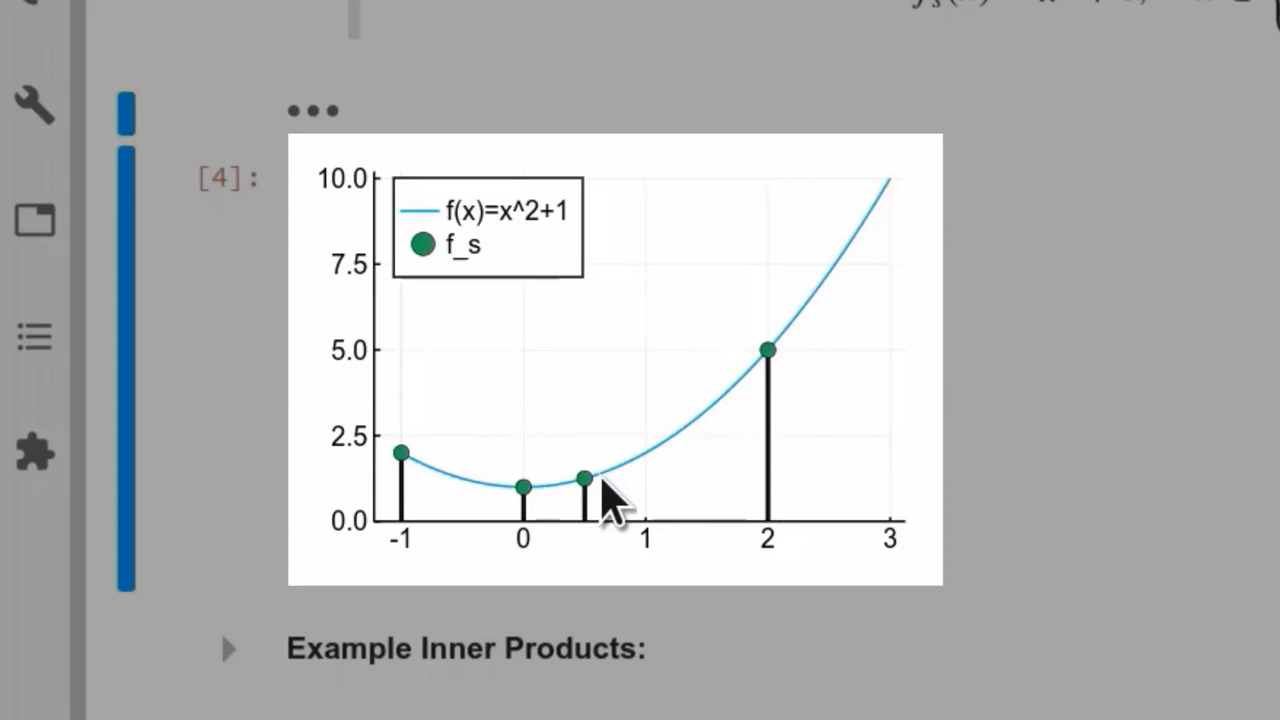 [4]:
10.0
f(x)=x^2+1
f_s
7.5
5.0
2.5
0.0
-1 0 1 2 3
Example Inner Products: